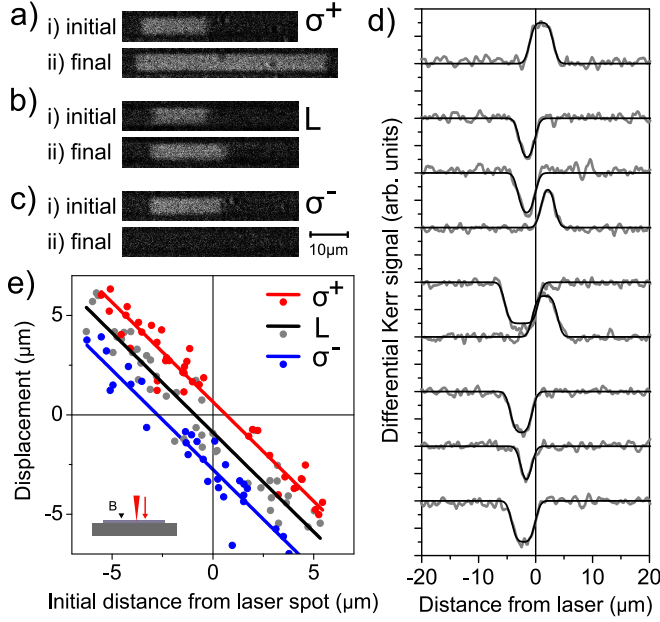 a)
i) initial
σ+
ii) final
b)
i) initial
L
ii) final
c)
i) initial
σ-
ii) final
10μm
d)
Differential Kerr signal (arb. units)
-20 -10 0 10 20
Distance from laser (μm)
e)
Displacement (μm)
5
0
-5
σ+
L
σ-
B
-5 0 5
Initial distance from laser spot (μm)